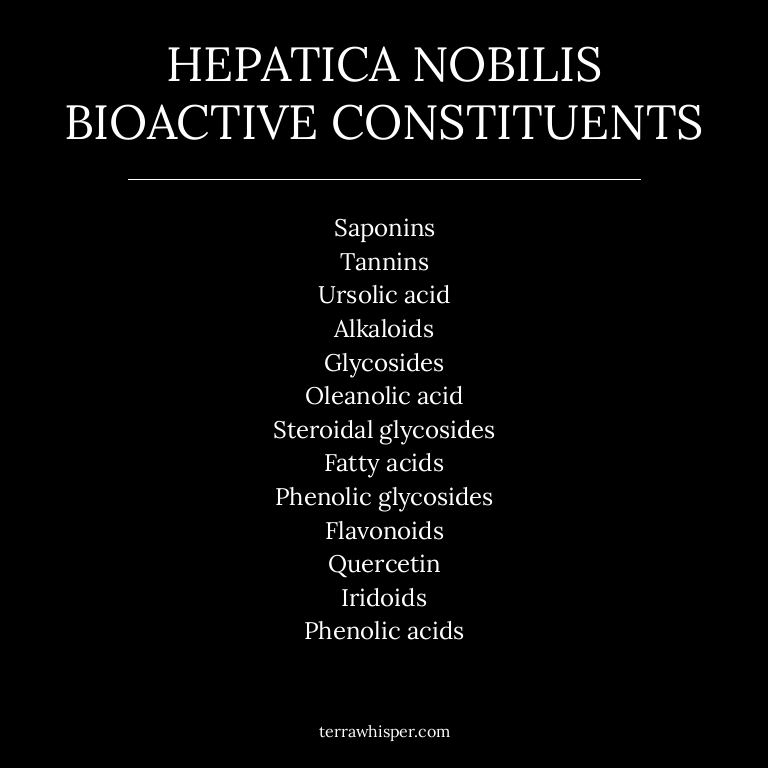 HEPATICA NOBILIS
BIOACTIVE CONSTITUENTS
Saponins
Tannins
Ursolic acid
Alkaloids
Glycosides
Oleanolic acid
Steroidal glycosides
Fatty acids
Phenolic glycosides
Flavonoids
Quercetin
Iridoids
Phenolic acids
terrawhisper.com